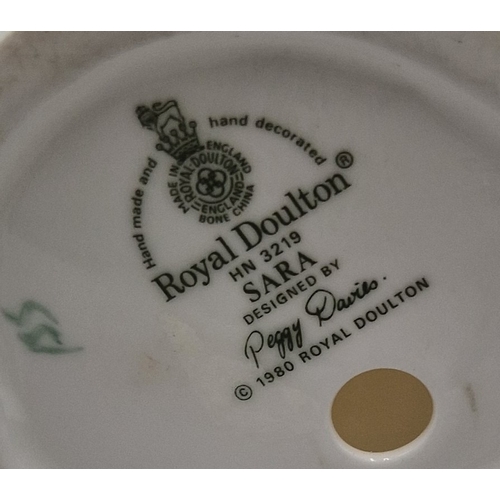 Hand made and hand decorated
MADE IN ENGLAND
ROYAL·DOULTON
ENGLAND
BONE CHINA
Royal Doulton®
HN 3219
SARA
DESIGNED BY
Peggy Davies.
© 1980 ROYAL DOULTON